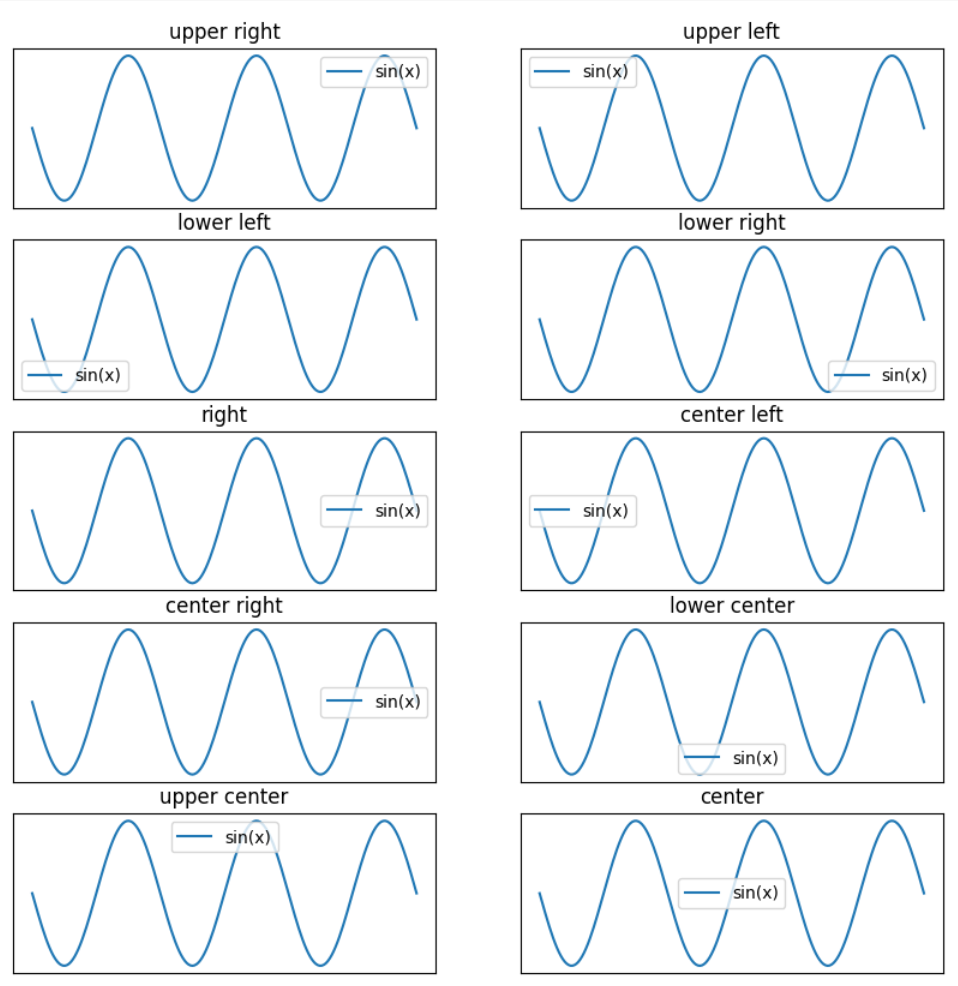 upper right
sin(x)
upper left
sin(x)
lower left
sin(x)
lower right
sin(x)
right
sin(x)
center left
sin(x)
center right
sin(x)
lower center
sin(x)
upper center
sin(x)
center
sin(x)